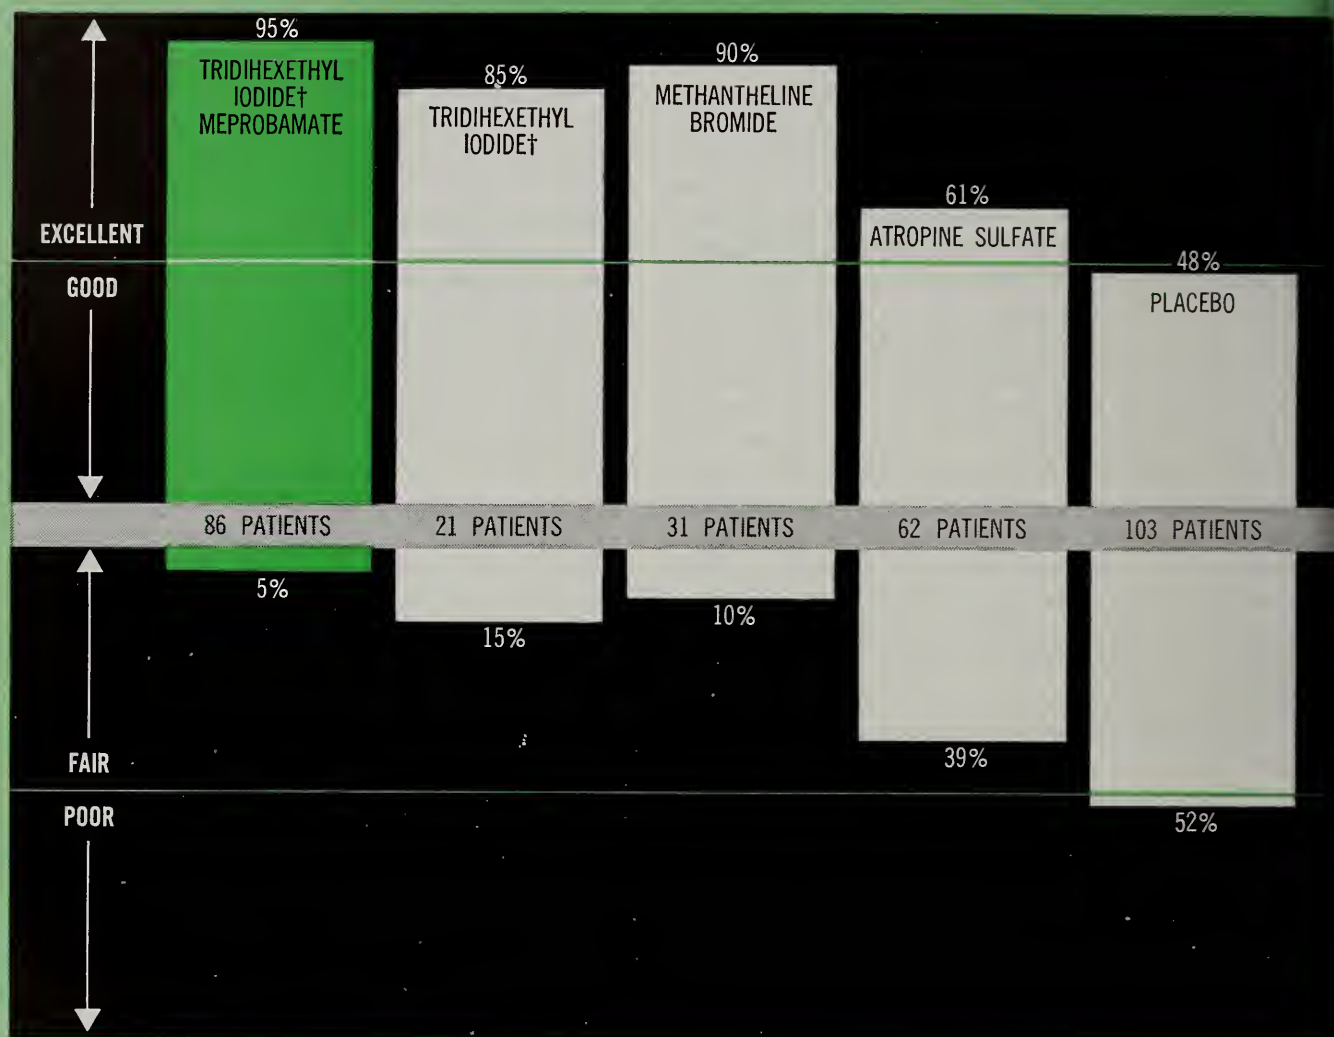 95%
TRIDIHEXETHYL
IODIDE†
MEPROBAMATE
85%
TRIDIHEXETHYL
IODIDE†
90%
METHANTHELINE
BROMIDE
61%
ATROPINE SULFATE
48%
PLACEBO
EXCELLENT
GOOD
86 PATIENTS
21 PATIENTS
31 PATIENTS
62 PATIENTS
103 PATIENTS
5%
15%
10%
39%
52%
FAIR
POOR